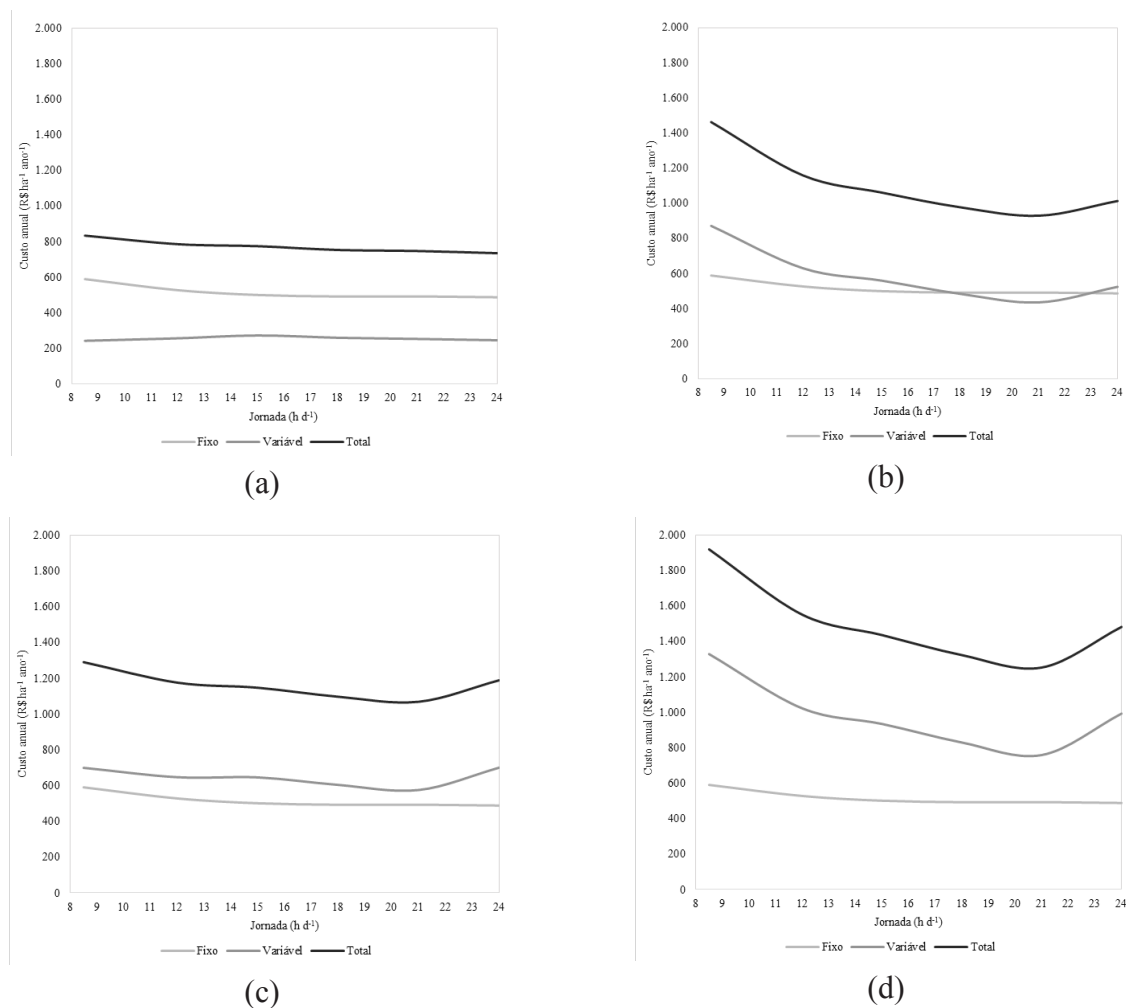 2.000
1.800
1.600
1.400
1.200
1.000
800
600
400
200
0
Custo anual (R$ ha-1 ano-1)
8 9 10 11 12 13 14 15 16 17 18 19 20 21 22 23 24
Jornada (h d-1)
Fixo Variável Total
(a)
2.000
1.800
1.600
1.400
1.200
1.000
800
600
400
200
0
Custo anual (R$ ha-1 ano-1)
8 9 10 11 12 13 14 15 16 17 18 19 20 21 22 23 24
Jornada (h d-1)
Fixo Variável Total
(b)
2.000
1.800
1.600
1.400
1.200
1.000
800
600
400
200
0
Custo anual (R$ ha-1 ano-1)
8 9 10 11 12 13 14 15 16 17 18 19 20 21 22 23 24
Jornada (h d-1)
Fixo Variável Total
(c)
2.000
1.800
1.600
1.400
1.200
1.000
800
600
400
200
0
Custo anual (R$ ha-1 ano-1)
8 9 10 11 12 13 14 15 16 17 18 19 20 21 22 23 24
Jornada (h d-1)
Fixo Variável Total
(d)